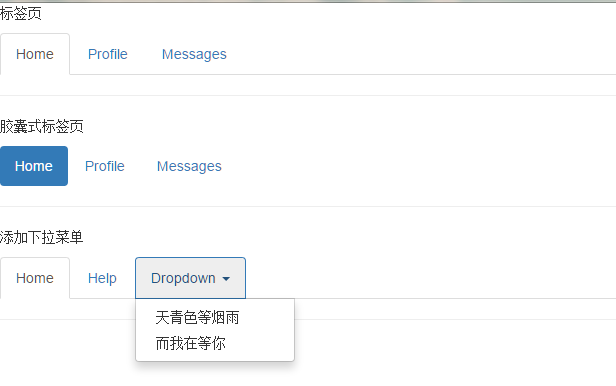 标签页
Home Profile Messages
胶囊式标签页
Home Profile Messages
添加下拉菜单
Home Help Dropdown
天青色等烟雨
而我在等你